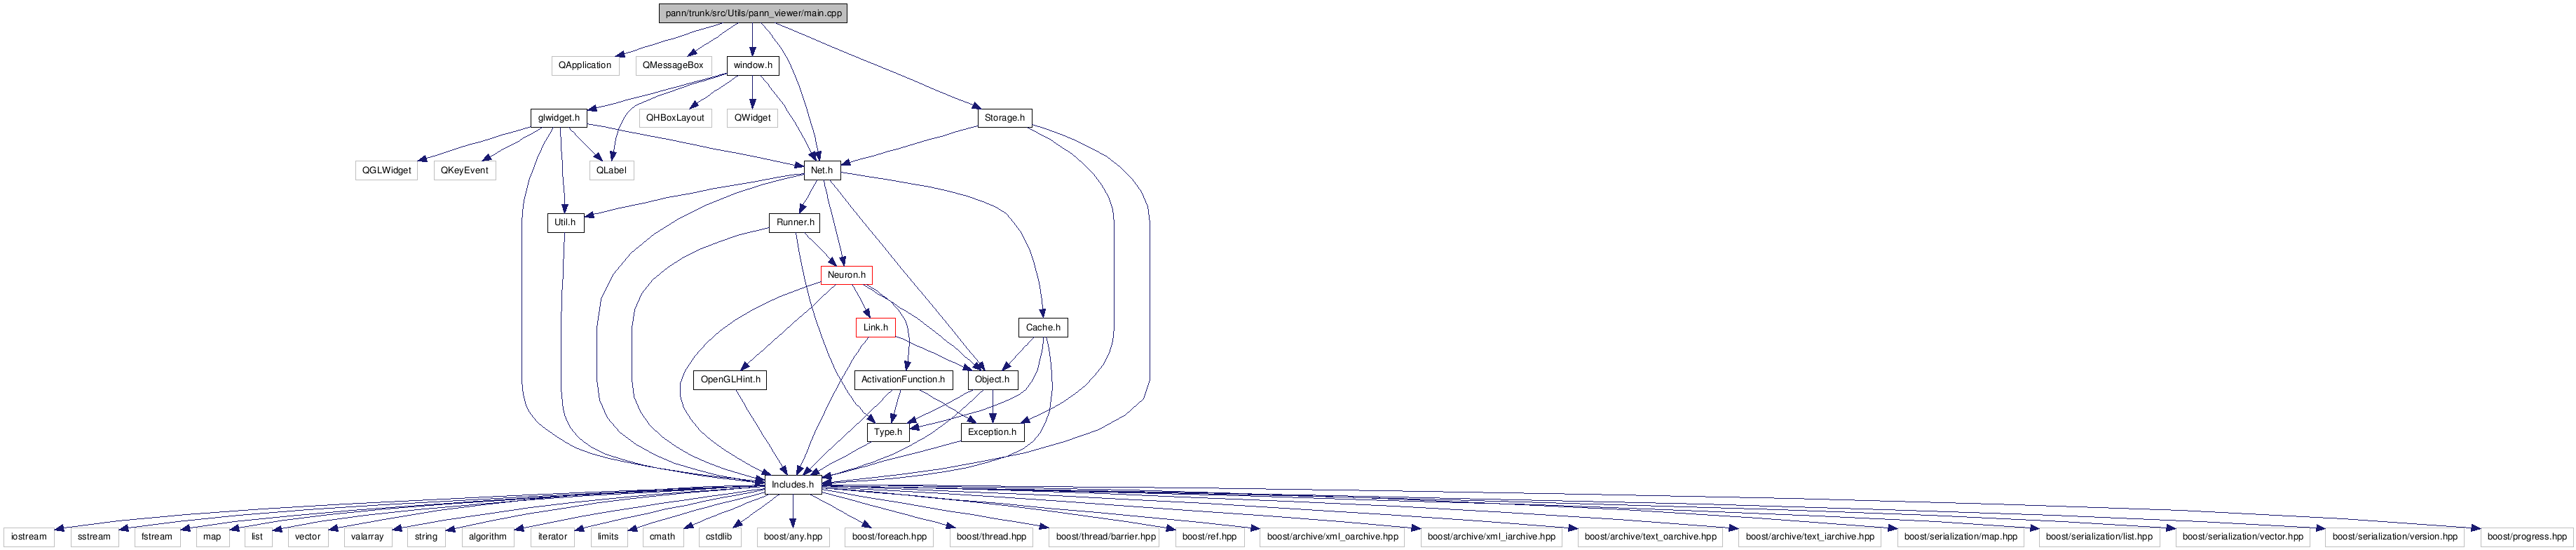 pann/trunk/src/Utils/pann_viewer/main.cpp
QApplication
QMessageBox
window.h
glwidget.h
QHBoxLayout
QWidget
Storage.h
QGLWidget
QKeyEvent
QLabel
Net.h
Util.h
Runner.h
Neuron.h
Link.h
Cache.h
OpenGLHint.h
ActivationFunction.h
Object.h
Type.h
Exception.h
Includes.h
iostream
sstream
fstream
map
list
vector
valarray
string
algorithm
iterator
limits
cmath
cstdlib
boost/any.hpp
boost/foreach.hpp
boost/thread.hpp
boost/thread/barrier.hpp
boost/ref.hpp
boost/archive/xml_oarchive.hpp
boost/archive/xml_iarchive.hpp
boost/archive/text_oarchive.hpp
boost/archive/text_iarchive.hpp
boost/serialization/map.hpp
boost/serialization/list.hpp
boost/serialization/vector.hpp
boost/serialization/version.hpp
boost/progress.hpp